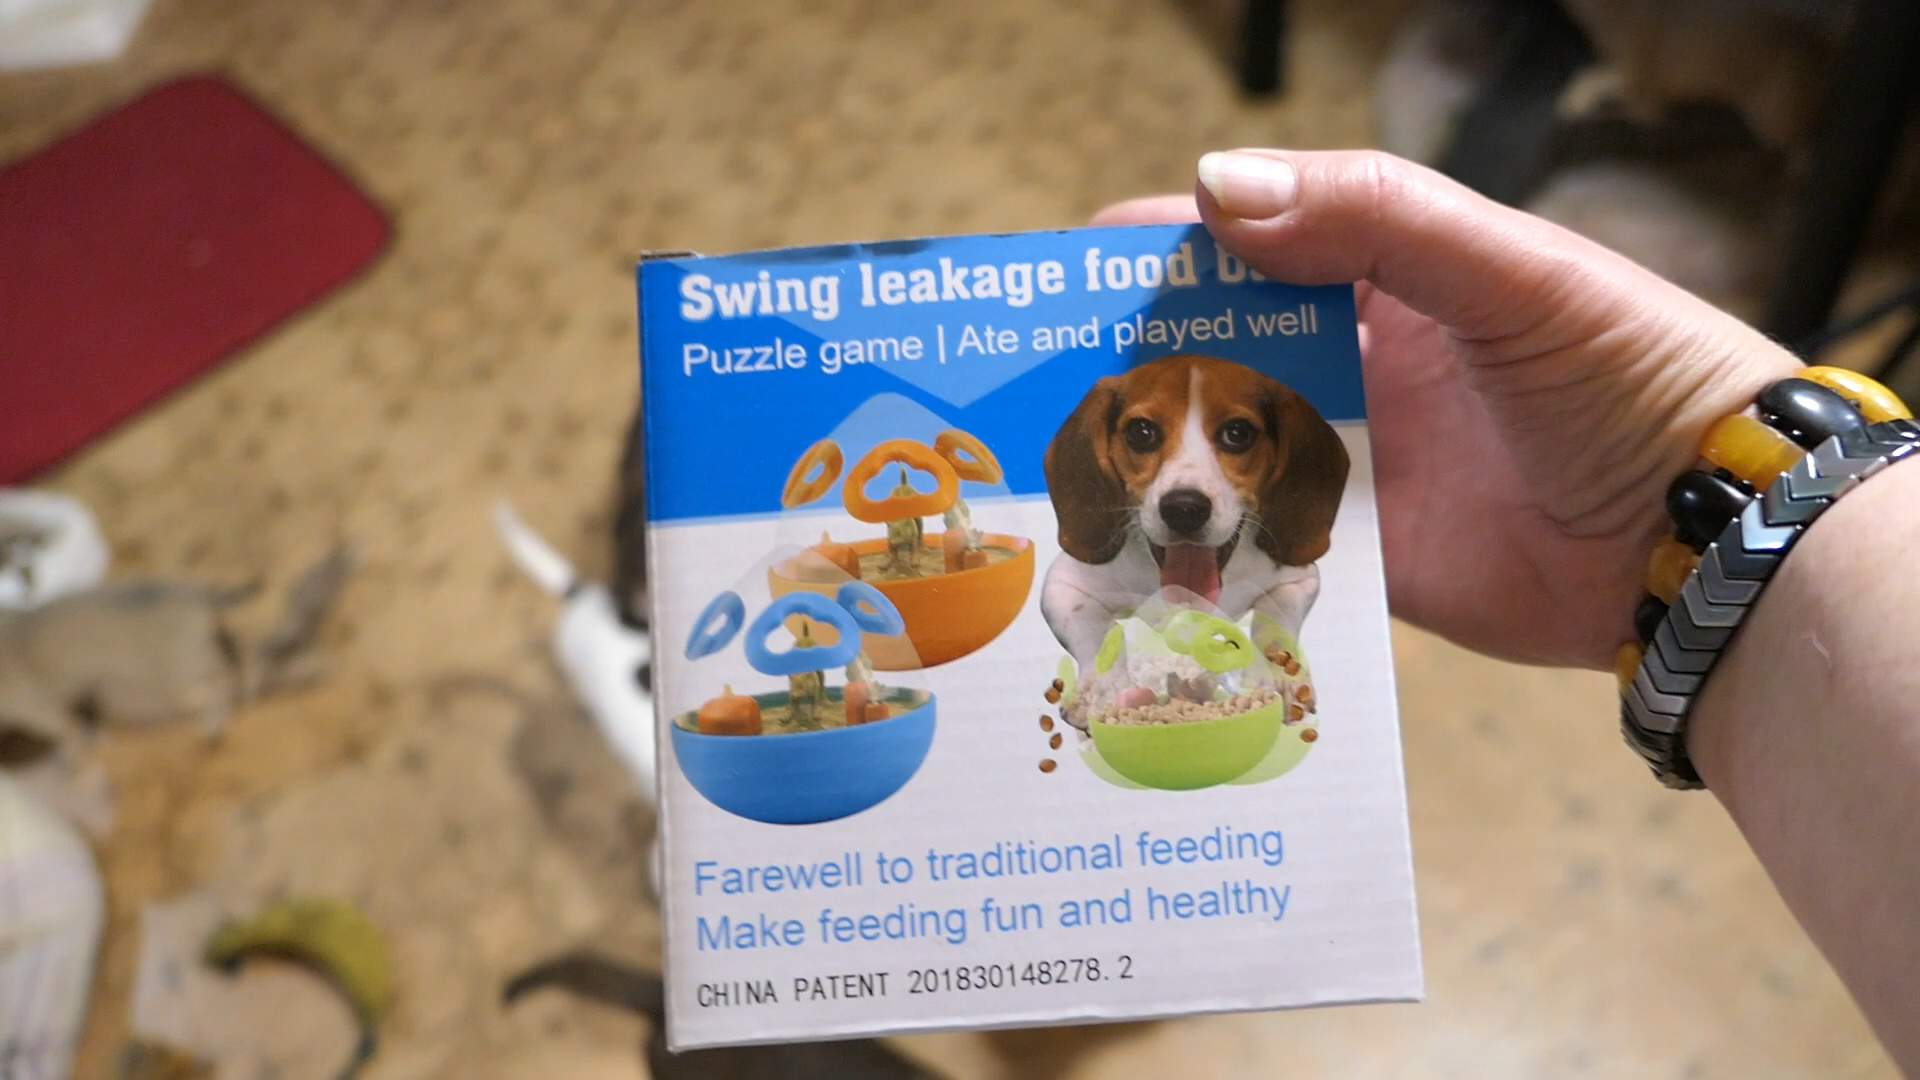 Swing leakage food
Puzzle game | Ate and played well
Farewell to traditional feeding
Make feeding fun and healthy
CHINA PATENT 201830148278.2